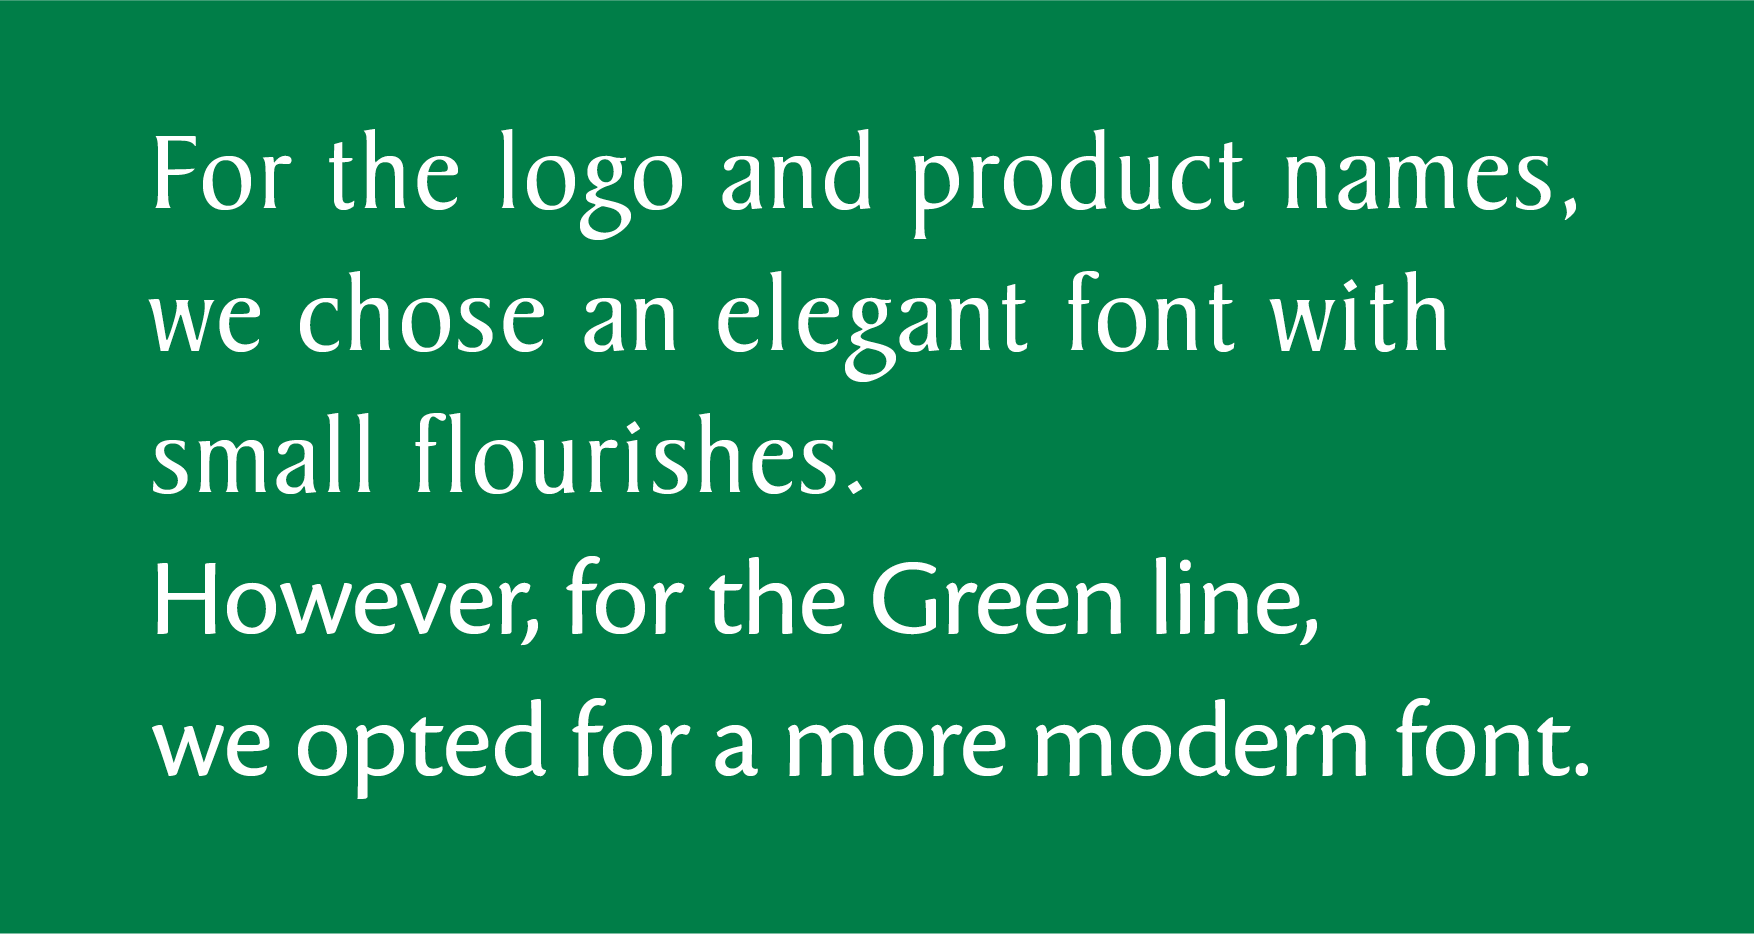 For the logo and product names,
we chose an elegant font with
small flourishes.
However, for the Green line,
we opted for a more modern font.